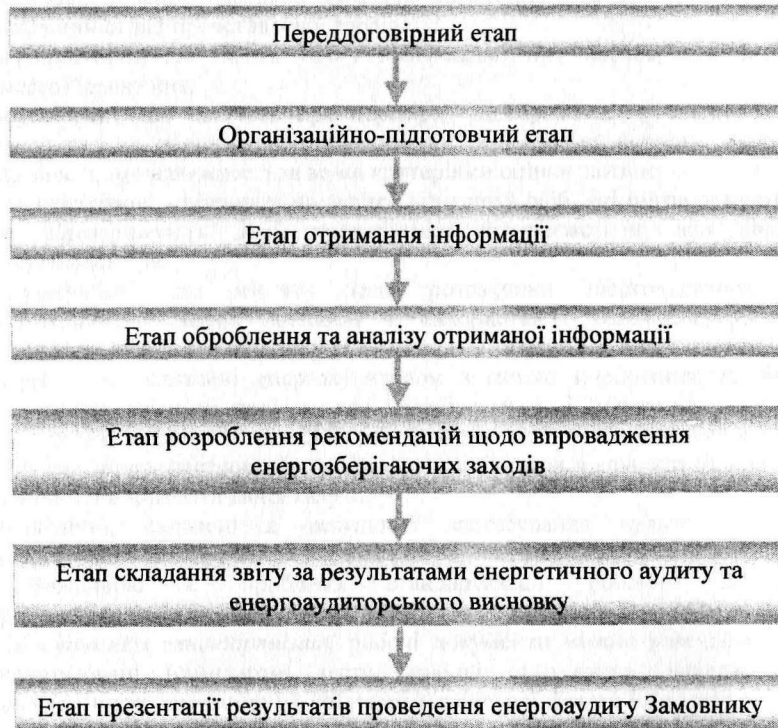 Переддоговірний етап
Організаційно-підготовчий етап
Етап отримання інформації
Етап оброблення та аналізу отриманої інформації
Етап розроблення рекомендацій щодо впровадження
енергозберігаючих заходів
Етап складання звіту за результатами енергетичного аудиту та
енергоаудиторського висновку
Етап презентації результатів проведення енергоаудиту Замовнику